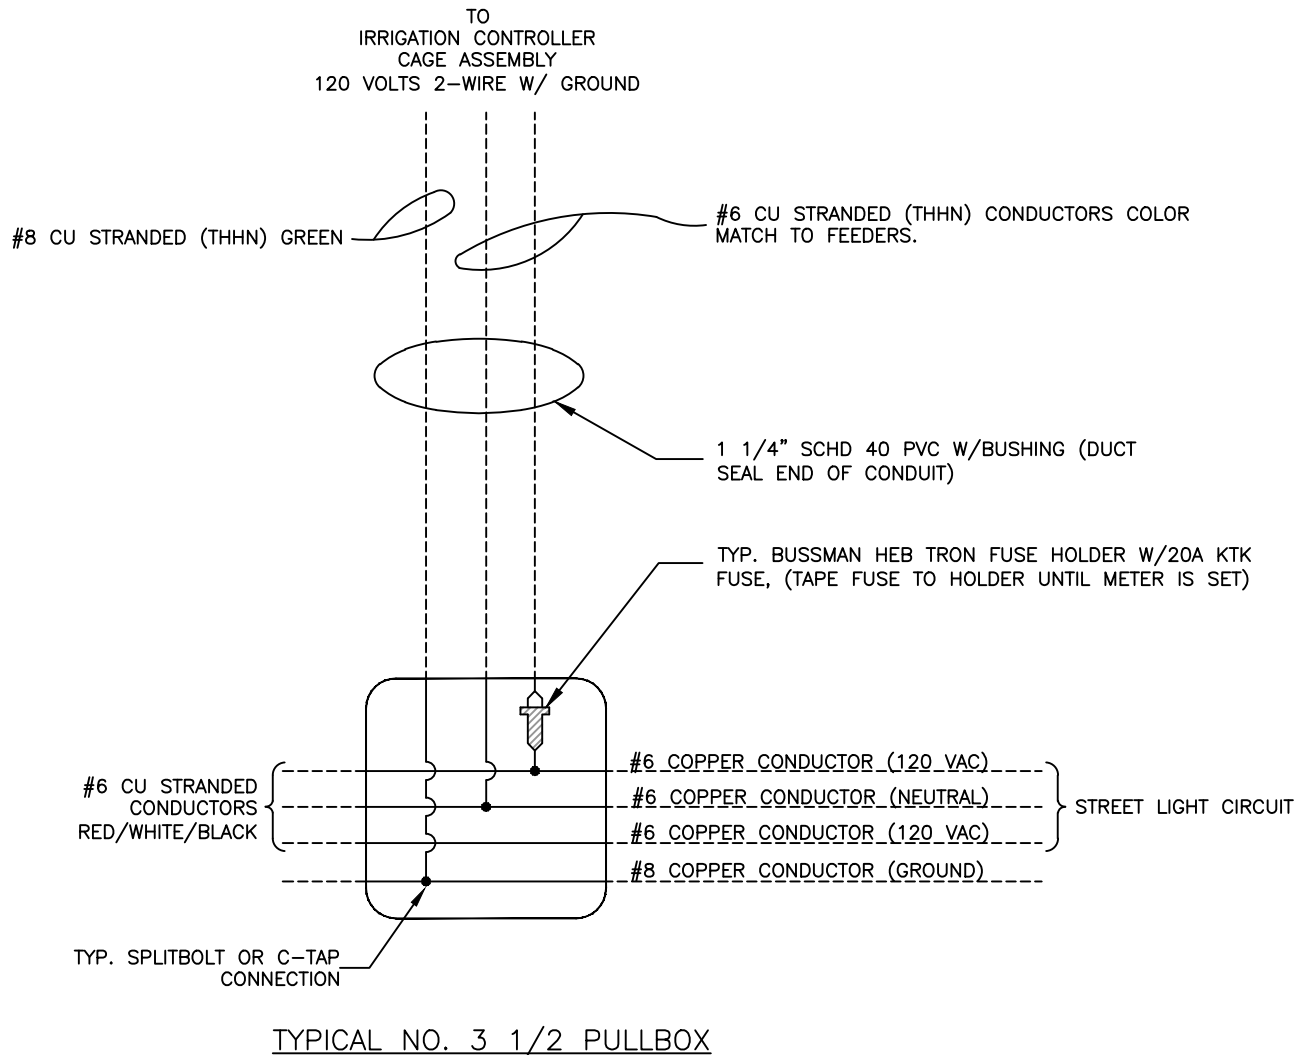 TO
IRRIGATION CONTROLLER
CAGE ASSEMBLY
120 VOLTS 2-WIRE W/ GROUND
#8 CU STRANDED (THHN) GREEN
#6 CU STRANDED (THHN) CONDUCTORS COLOR
MATCH TO FEEDERS.
1 1/4" SCHD 40 PVC W/BUSHING (DUCT
SEAL END OF CONDUIT)
TYP. BUSSMAN HEB TRON FUSE HOLDER W/20A KTK
FUSE, (TAPE FUSE TO HOLDER UNTIL METER IS SET)
#6 CU STRANDED
CONDUCTORS
RED/WHITE/BLACK
#6 COPPER CONDUCTOR (120 VAC)
#6 COPPER CONDUCTOR (NEUTRAL)
#6 COPPER CONDUCTOR (120 VAC)
#8 COPPER CONDUCTOR (GROUND)
STREET LIGHT CIRCUIT
TYP. SPLITBOLT OR C-TAP
CONNECTION
TYPICAL NO. 3 1/2 PULLBOX